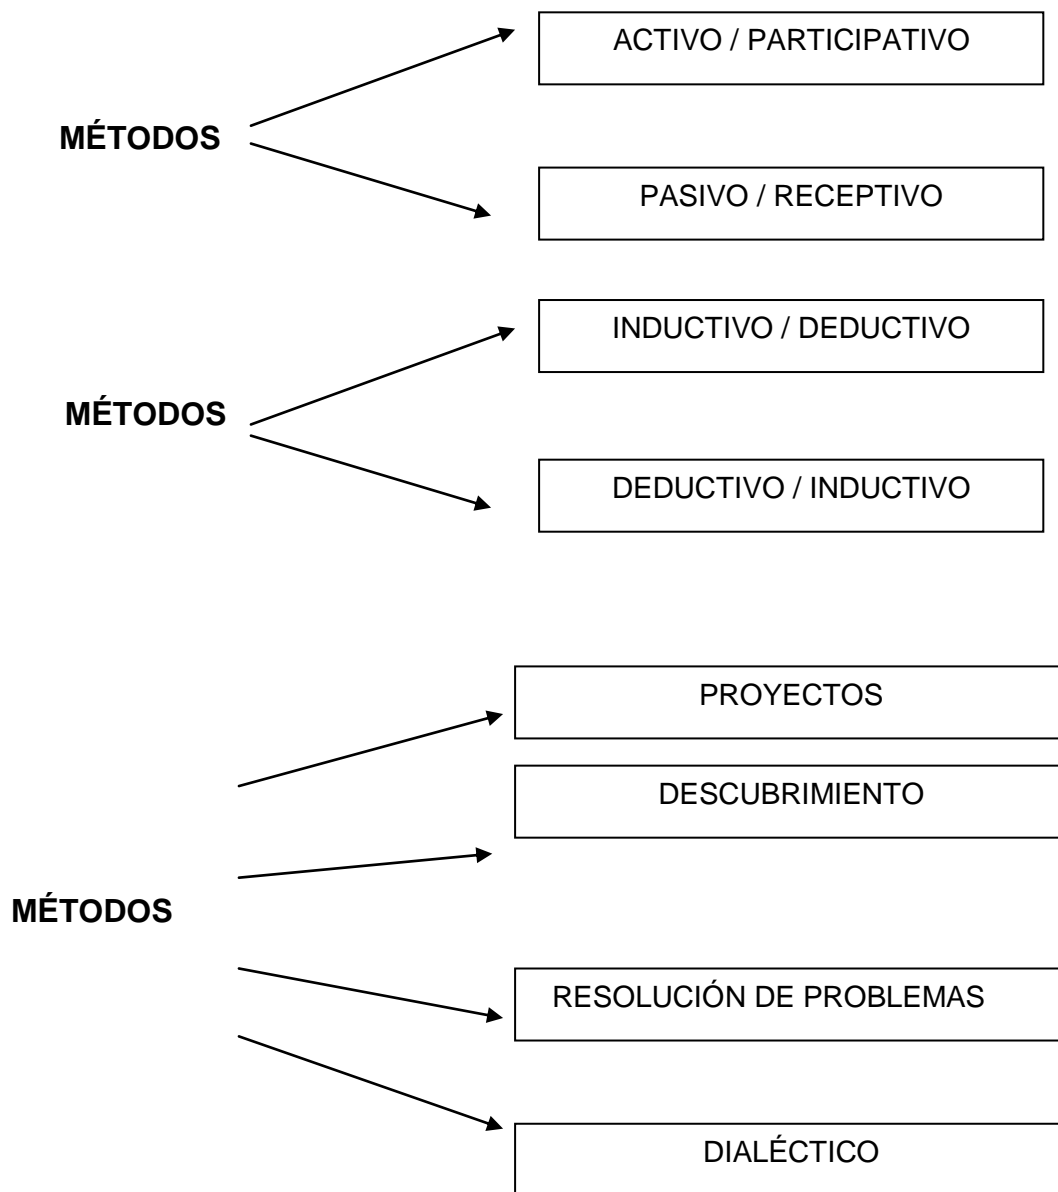 ACTIVO / PARTICIPATIVO
MÉTODOS
PASIVO / RECEPTIVO
INDUCTIVO / DEDUCTIVO
MÉTODOS
DEDUCTIVO / INDUCTIVO
PROYECTOS
DESCUBRIMIENTO
MÉTODOS
RESOLUCIÓN DE PROBLEMAS
DIALÉCTICO